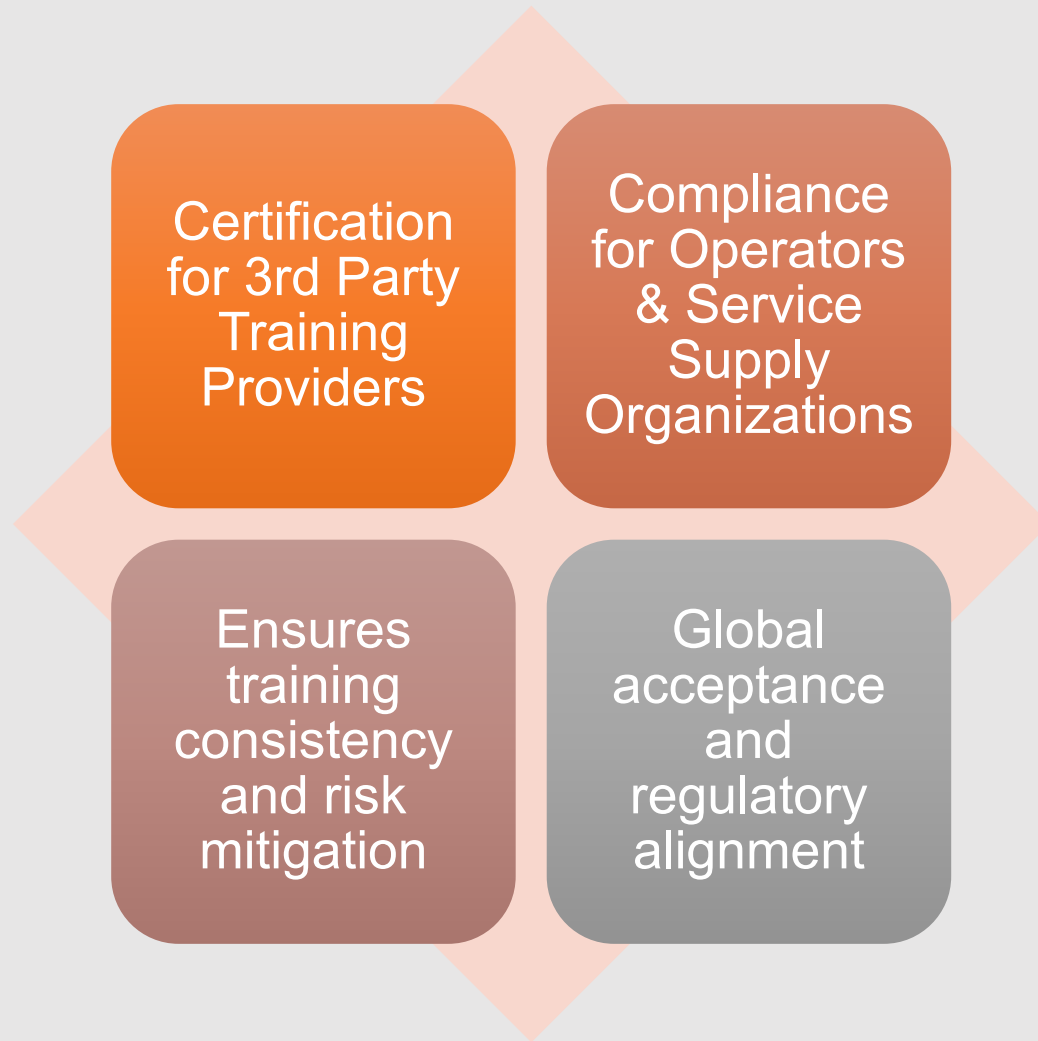 Certification
for 3rd Party
Training
Providers
Compliance
for Operators
& Service
Supply
Organizations
Ensures
training
consistency
and risk
mitigation
Global
acceptance
and
regulatory
alignment